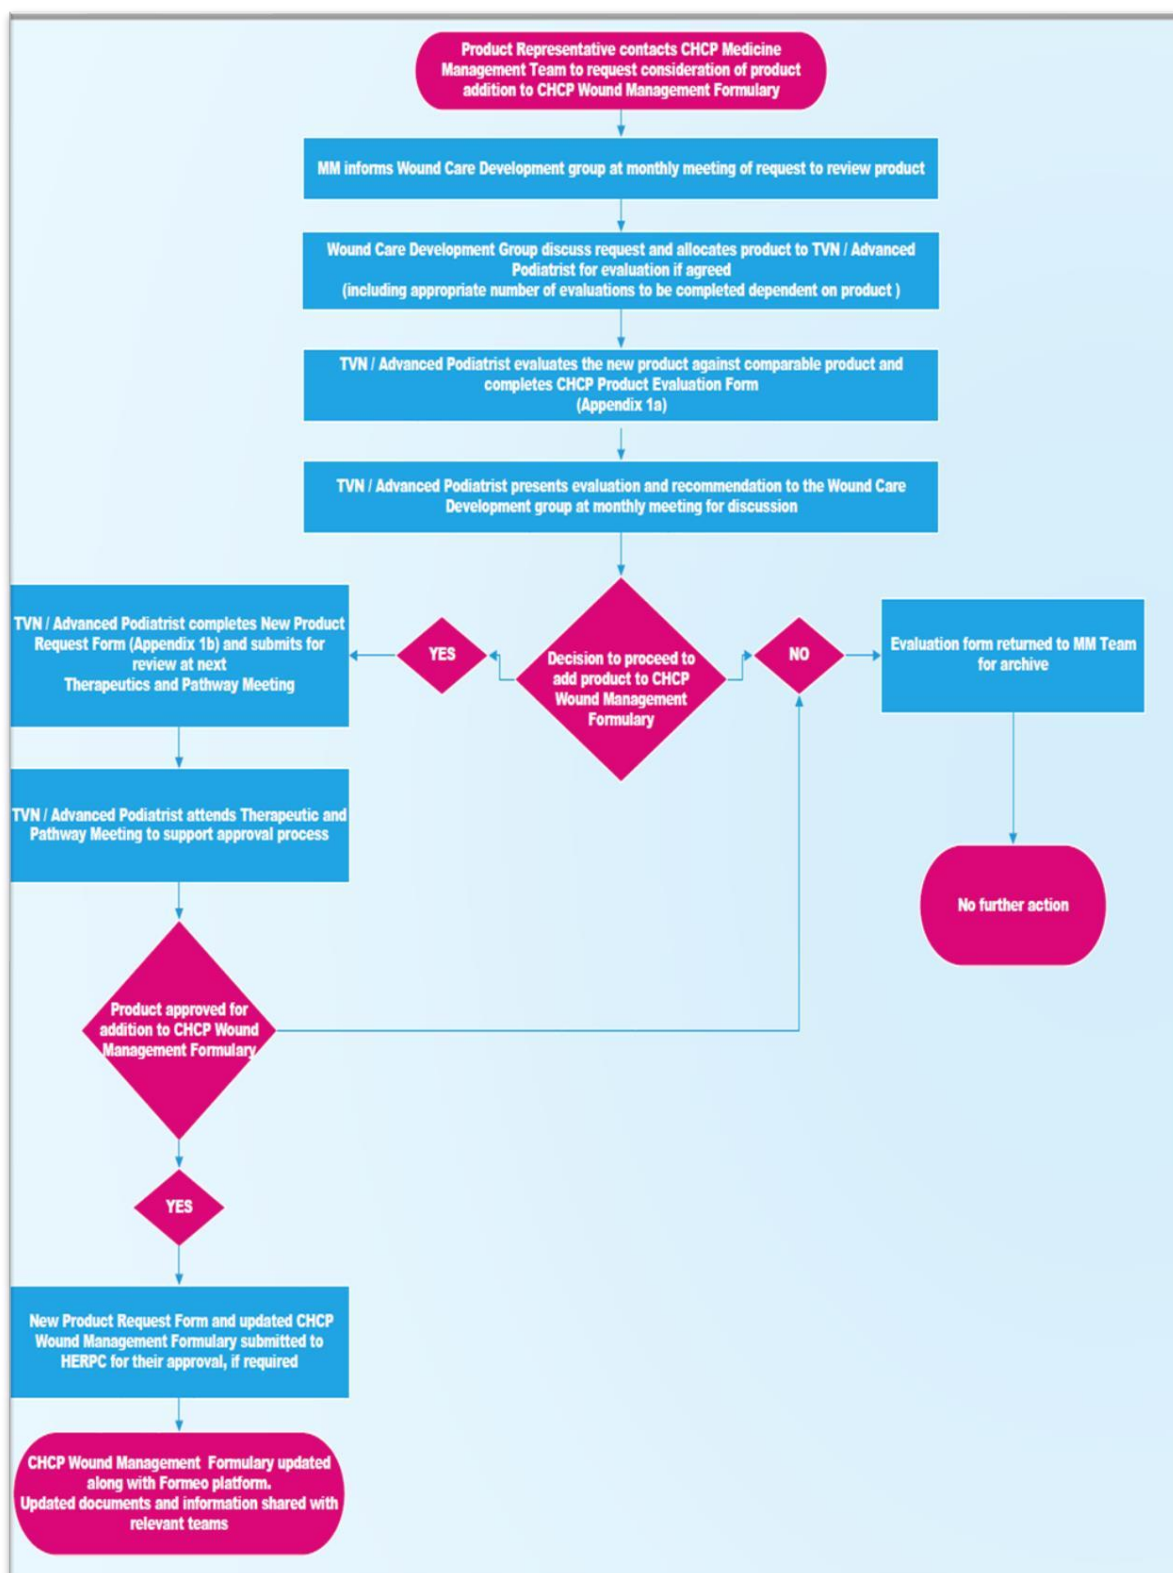 Product Representative contacts CHCP Medicine
Management Team to request consideration of product
addition to CHCP Wound Management Formulary
MM informs Wound Care Development group at monthly meeting of request to review product
Wound Care Development Group discuss request and allocates product to TVN / Advanced
Podiatrist for evaluation if agreed
(including appropriate number of evaluations to be completed dependent on product )
TVN / Advanced Podiatrist evaluates the new product against comparable product and
completes CHCP Product Evaluation Form
(Appendix 1a)
TVN / Advanced Podiatrist presents evaluation and recommendation to the Wound Care
Development group at monthly meeting for discussion
Decision to proceed to
add product to CHCP
Wound Management
Formulary
YES
NO
TVN / Advanced Podiatrist completes New Product
Request Form (Appendix 1b) and submits for
review at next
Therapeutics and Pathway Meeting
Evaluation form returned to MM Team
for archive
TVN / Advanced Podiatrist attends Therapeutic and
Pathway Meeting to support approval process
No further action
Product approved for
addition to CHCP Wound
Management Formulary
YES
New Product Request Form and updated CHCP
Wound Management Formulary submitted to
HERPC for their approval, if required
CHCP Wound Management  Formulary updated
along with Formeo platform.
Updated documents and information shared with
relevant teams